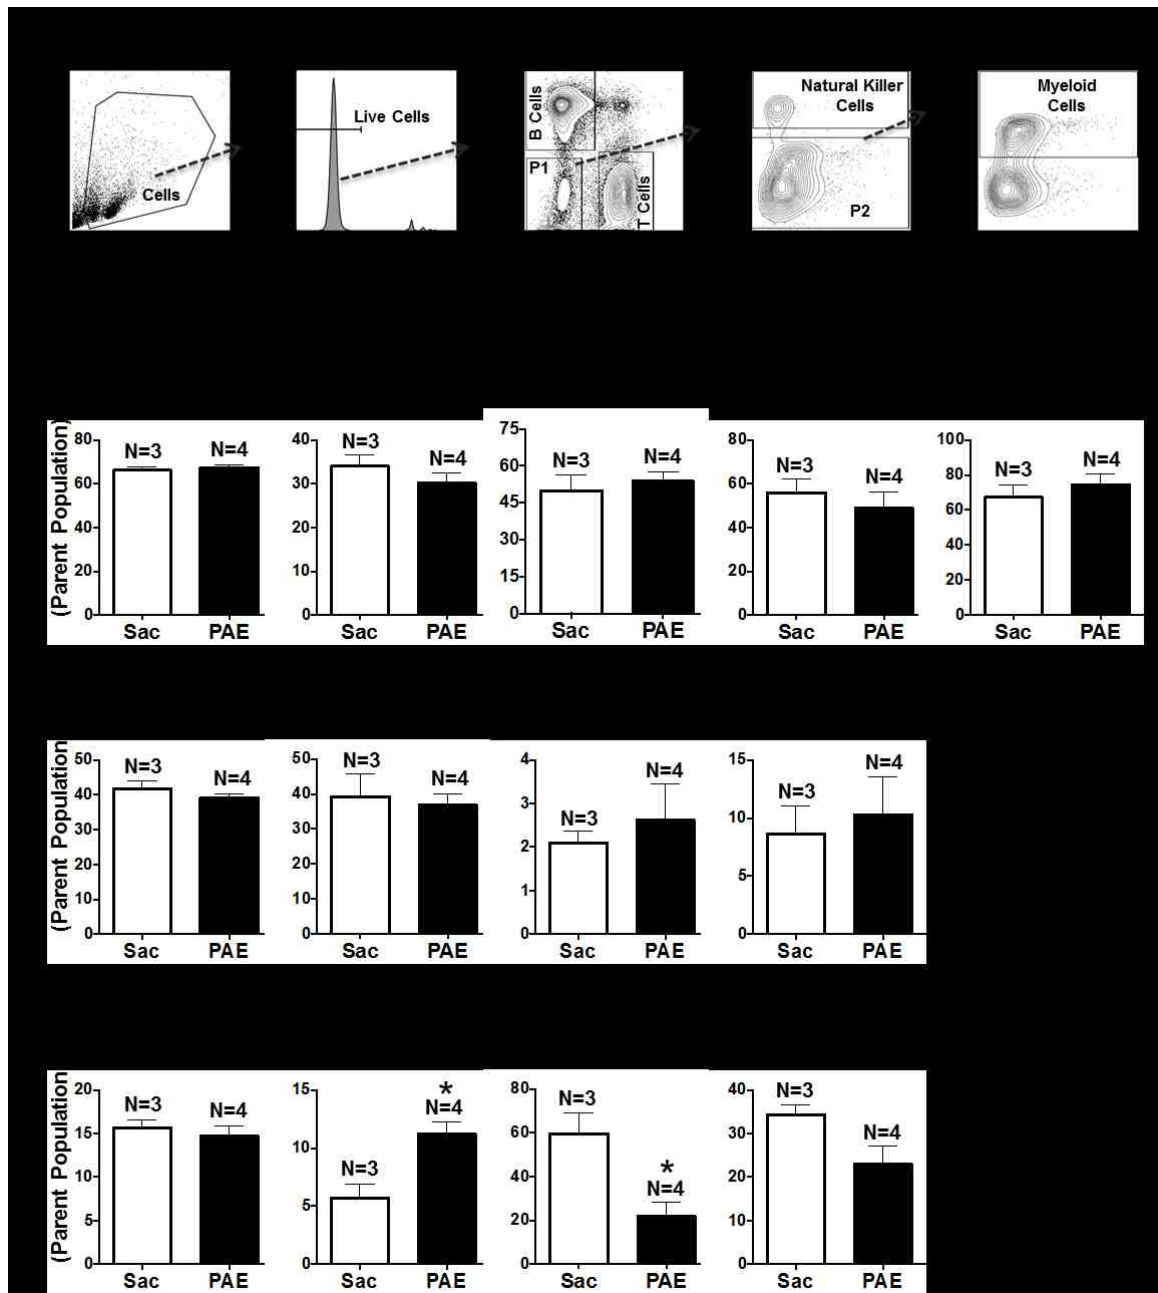 Cells
Live Cells
B Cells
P1
T Cells
Natural Killer
Cells
P2
Myeloid
Cells
(Parent Population)
80
60
40
20
0
N=3
N=4
Sac
PAE
40
30
20
10
0
N=3
N=4
Sac
PAE
75
60
45
30
15
0
N=3
N=4
Sac
PAE
80
60
40
20
0
N=3
N=4
Sac
PAE
100
80
60
40
20
0
N=3
N=4
Sac
PAE
(Parent Population
50
40
30
20
10
0
N=3
N=4
Sac
PAE
50
40
30
20
10
0
N=3
N=4
Sac
PAE
4
3
2
1
0
N=3
N=4
Sac
PAE
15
10
5
0
N=3
N=4
Sac
PAE
(Parent Population
20
15
10
5
0
N=3
N=4
Sac
PAE
15
10
5
0
N=3
*
N=4
Sac
PAE
80
60
40
20
0
N=3
*
N=4
Sac
PAE
40
30
20
10
0
N=3
N=4
Sac
PAE